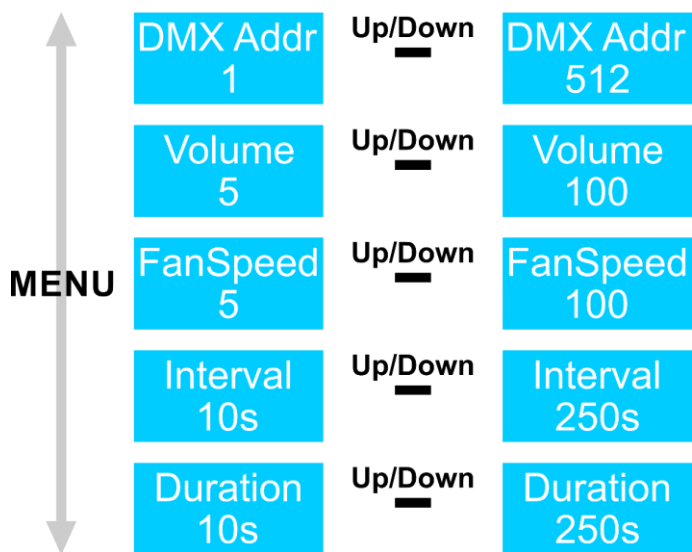 DMX Addr
1
Up/Down
DMX Addr
512
Volume
5
Up/Down
Volume
100
MENU
FanSpeed
5
Up/Down
FanSpeed
100
Interval
10s
Up/Down
Interval
250s
Duration
10s
Up/Down
Duration
250s